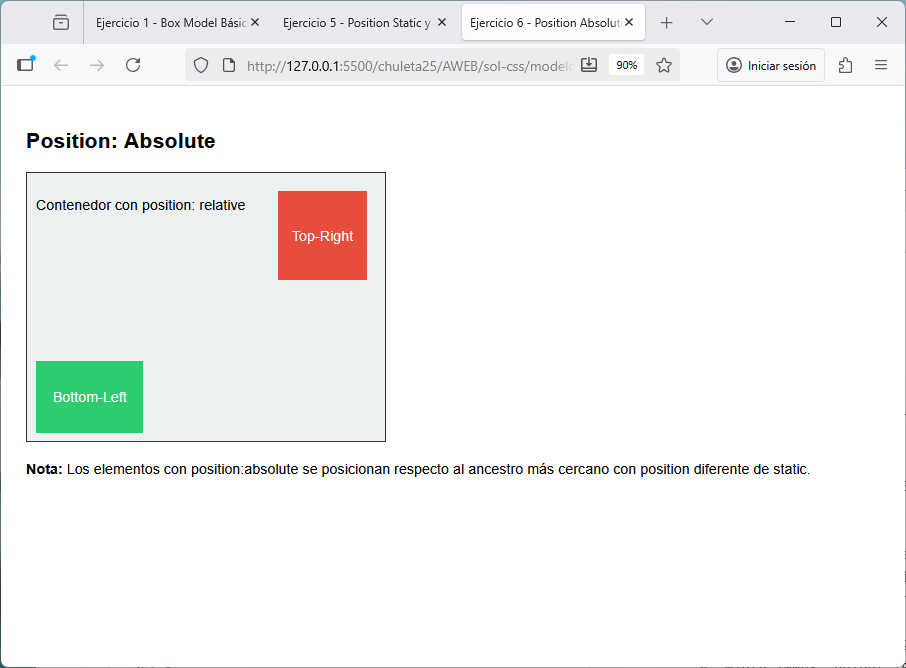 Ejercicio 1 - Box Model Básic
Ejercicio 5 - Position Static y
Ejercicio 6 - Position Absolut
http://127.0.0.1:5500/chuleta25/AWEB/sol-css/modelo
90%
Iniciar sesión
Position: Absolute
Contenedor con position: relative
Top-Right
Bottom-Left
Nota: Los elementos con position:absolute se posicionan respecto al ancestro más cercano con position diferente de static.